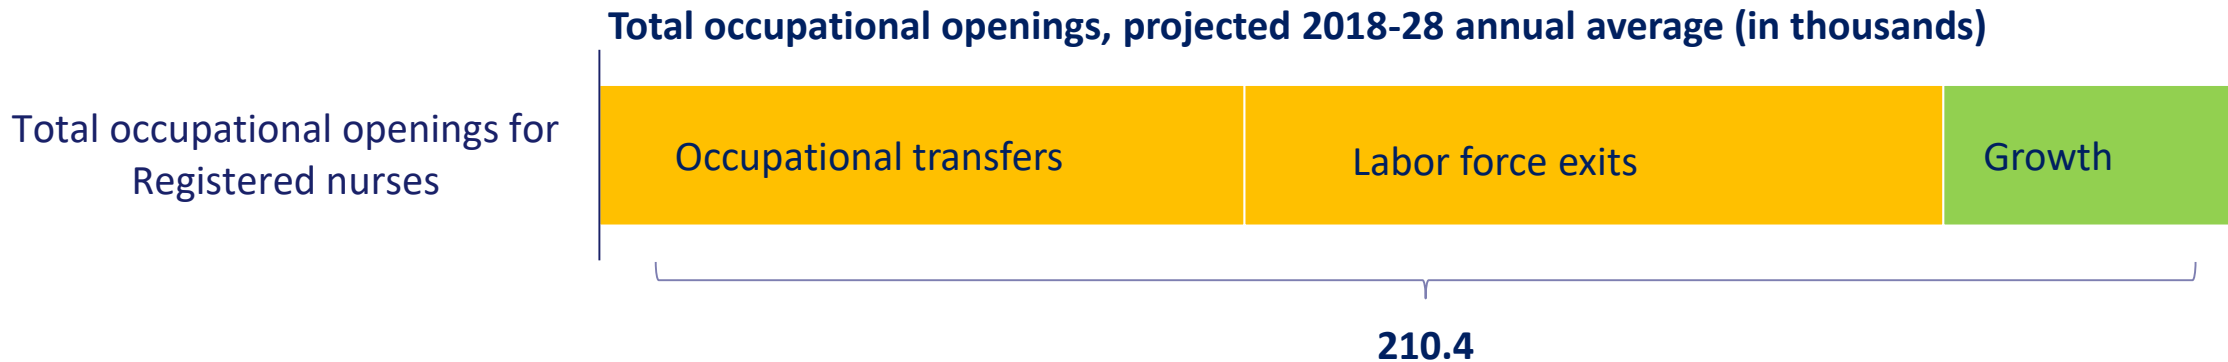 Total occupational openings, projected 2018-28 annual average (in thousands)
Total occupational openings for
Registered nurses
Occupational transfers
Labor force exits
Growth
210.4